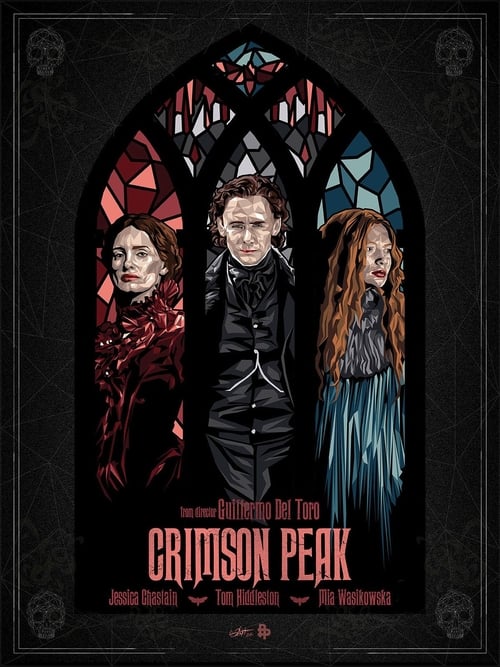 from director Guillermo Del Toro
CRIMSON PEAK
Jessica Chastain Tom Hiddleston Mia Wasikowska